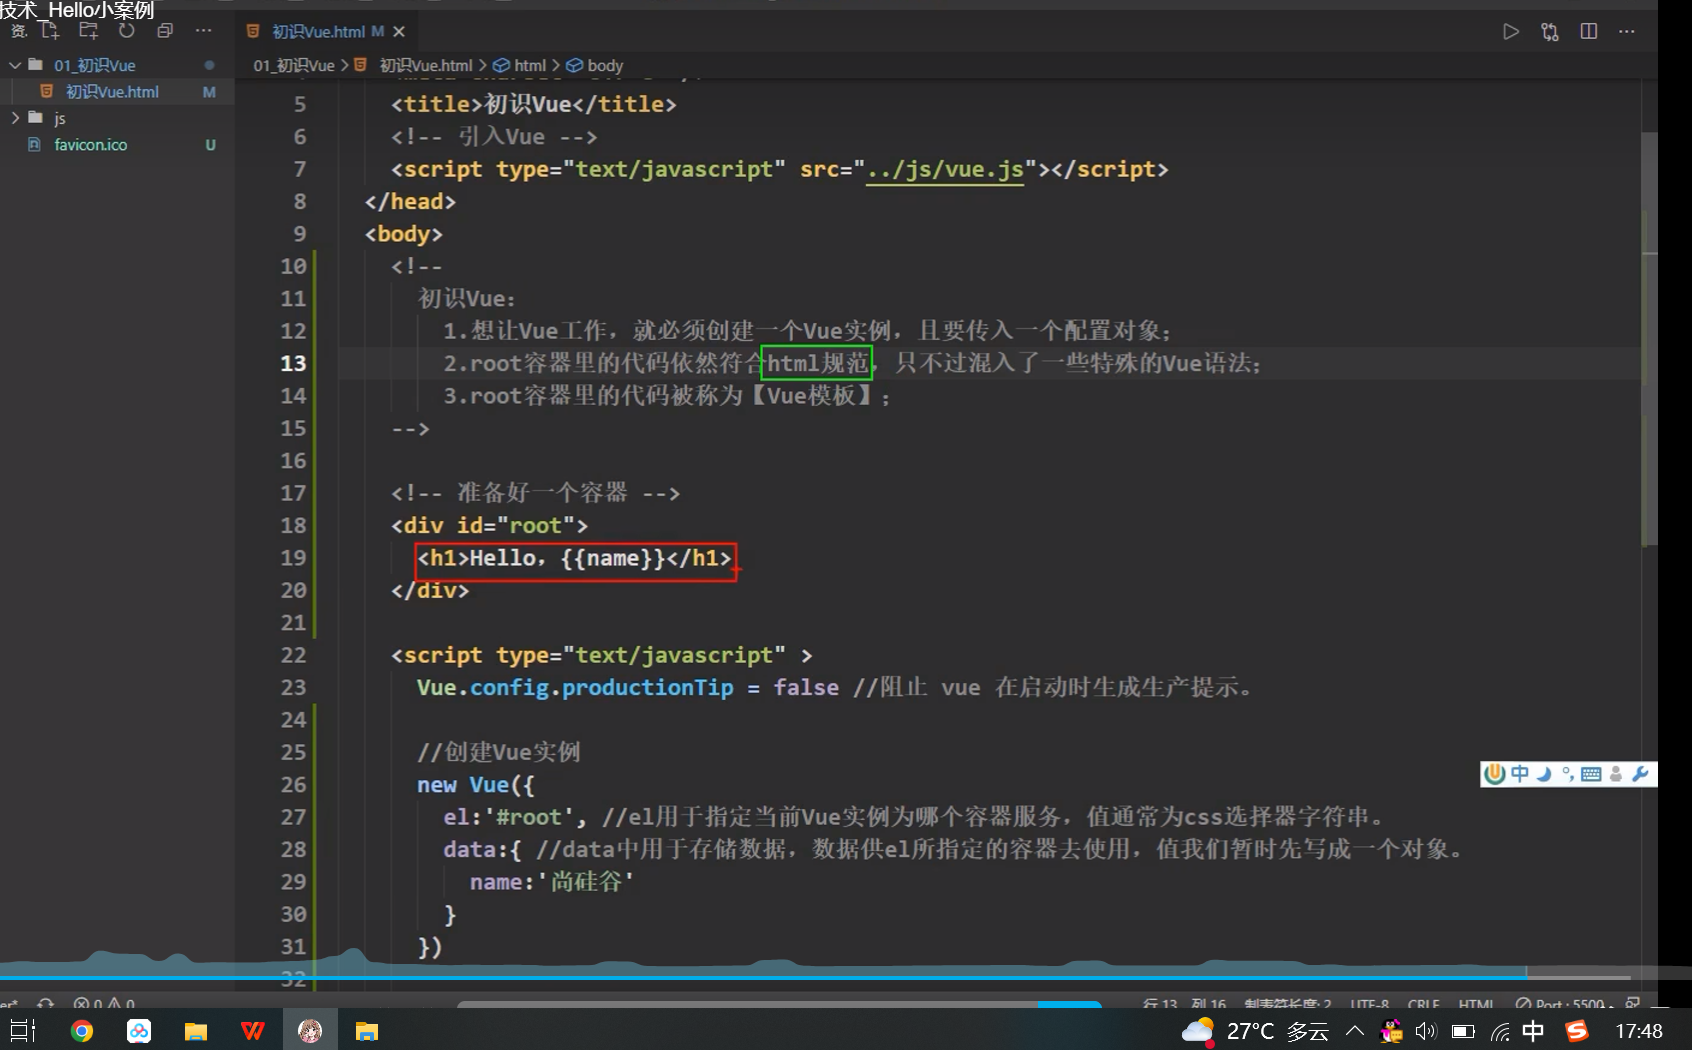 技术_Hello小案例
资.
初识Vue.html M
01_初识Vue
01_初识Vue > 初识Vue.html > html > body
初识Vue.html M
js
favicon.ico U
5 <title>初识Vue</title>
6 <!-- 引入Vue -->
7 <script type="text/javascript" src="../js/vue.js"></script>
8 </head>
9 <body>
10 <!--
11 初识Vue：
12 1.想让Vue工作，就必须创建一个Vue实例，且要传入一个配置对象；
13 2.root容器里的代码依然符合html规范，只不过混入了一些特殊的Vue语法；
14 3.root容器里的代码被称为【Vue模板】；
15 -->
16
17 <!-- 准备好一个容器 -->
18 <div id="root">
19 <h1>Hello，{{name}}</h1>
20 </div>
21
22 <script type="text/javascript" >
23 Vue.config.productionTip = false //阻止 vue 在启动时生成生产提示。
24
25 //创建Vue实例
26 new Vue({
27 el:'#root', //el用于指定当前Vue实例为哪个容器服务，值通常为css选择器字符串。
28 data:{ //data中用于存储数据，数据供el所指定的容器去使用，值我们暂时先写成一个对象。
29 name:'尚硅谷'
30 }
31 })
32
中
0 0 行 13，列 16 制表符长度: 2 UTF-8 CRLF HTML Port : 5500
27°C 多云 中 17:48